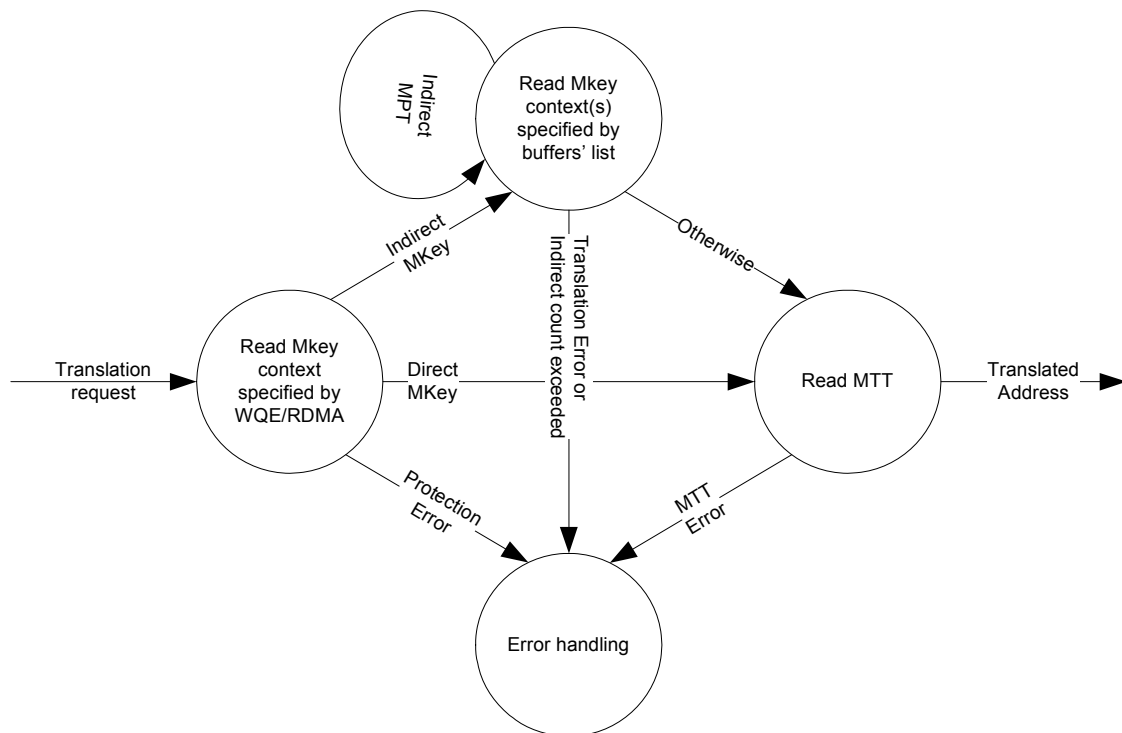 Indirect
MPT
Read Mkey
context(s)
specified by
buffers' list
Indirect
MKey
Translation Error or
Indirect count exceeded
Otherwise
Translation
request
Read Mkey
context
specified by
WQE/RDMA
Direct
MKey
Read MTT
Translated
Address
Protection
Error
MTT
Error
Error handling